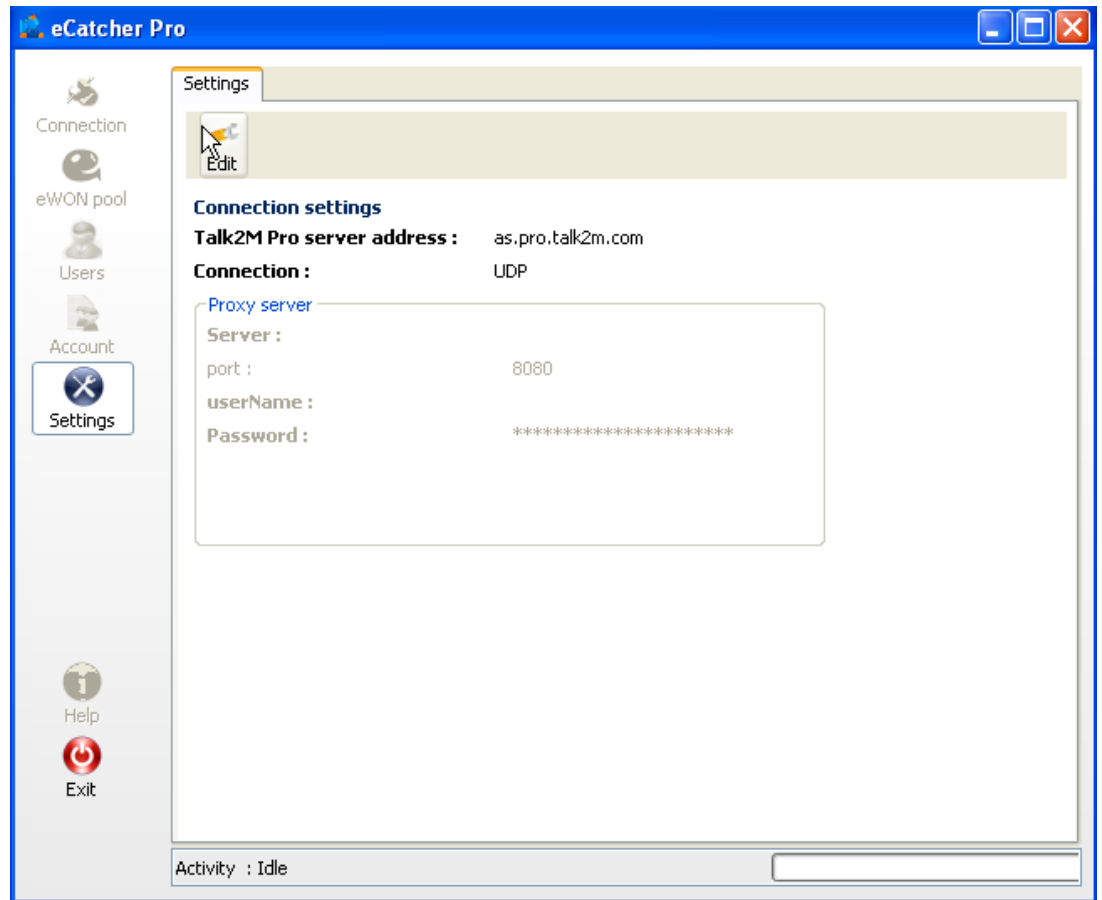 eCatcher Pro
Connection
eWON pool
Users
Account
Settings
Help
Exit
Settings
Edit
Connection settings
Talk2M Pro server address : as.pro.talk2m.com
Connection : UDP
Proxy server
Server :
port : 8080
userName :
Password : **********************
Activity : Idle